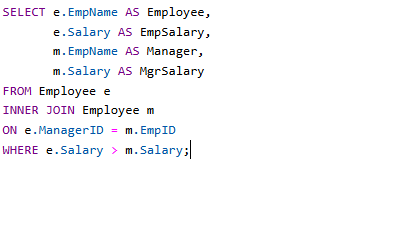 SELECT e.EmpName AS Employee,
       e.Salary AS EmpSalary,
       m.EmpName AS Manager,
       m.Salary AS MgrSalary
FROM Employee e
INNER JOIN Employee m
ON e.ManagerID = m.EmpID
WHERE e.Salary > m.Salary;